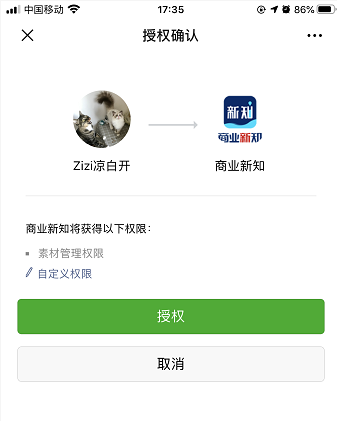 中国移动 17:35 86%
授权确认
新知
商业新知
Zizi凉白开 商业新知
商业新知将获得以下权限：
素材管理权限
自定义权限
授权
取消